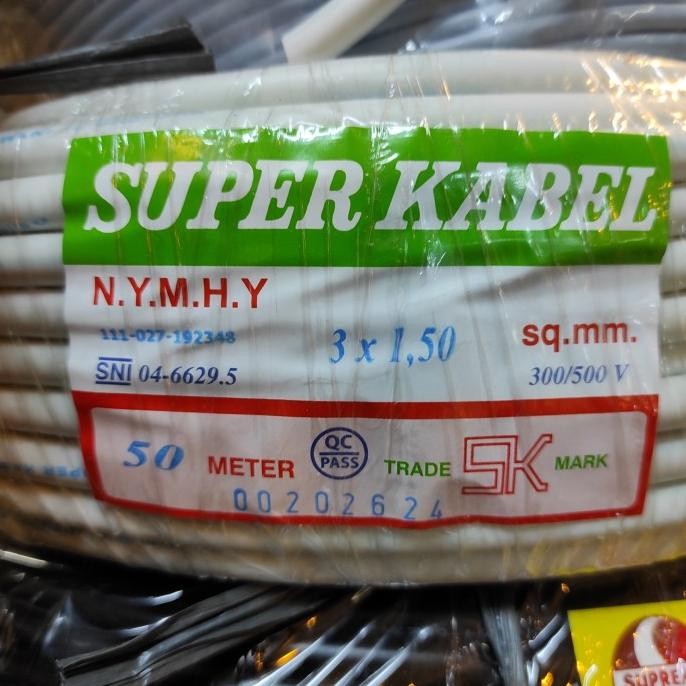 SUPER KABEL
N.Y.M.H.Y
111-027-192348
3 x 1,50 sq.mm.
SNI 04-6629.5
300/500 V
50 METER
QC
PASS
TRADE SK MARK
00202624